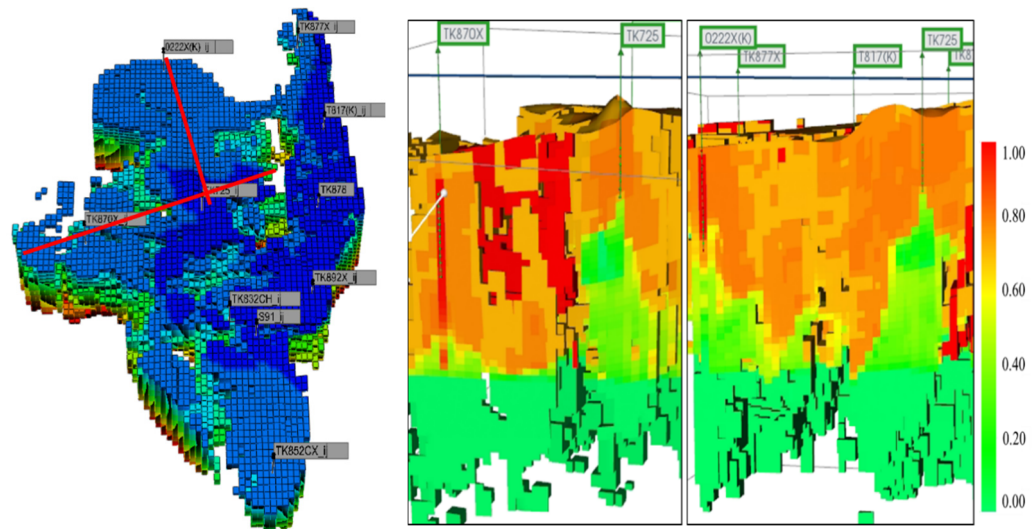 TK877X_ij
0222X(K)_ij
T817(K)_ij
TK725_ij
TK878
TK870X
TK892X_ij
TK832CH_ij
S91_ij
TK852CX_ij
TK870X
TK725
0222X(K)
TK877X
T817(K)
TK725
1.00
0.80
0.60
0.40
0.20
0.00